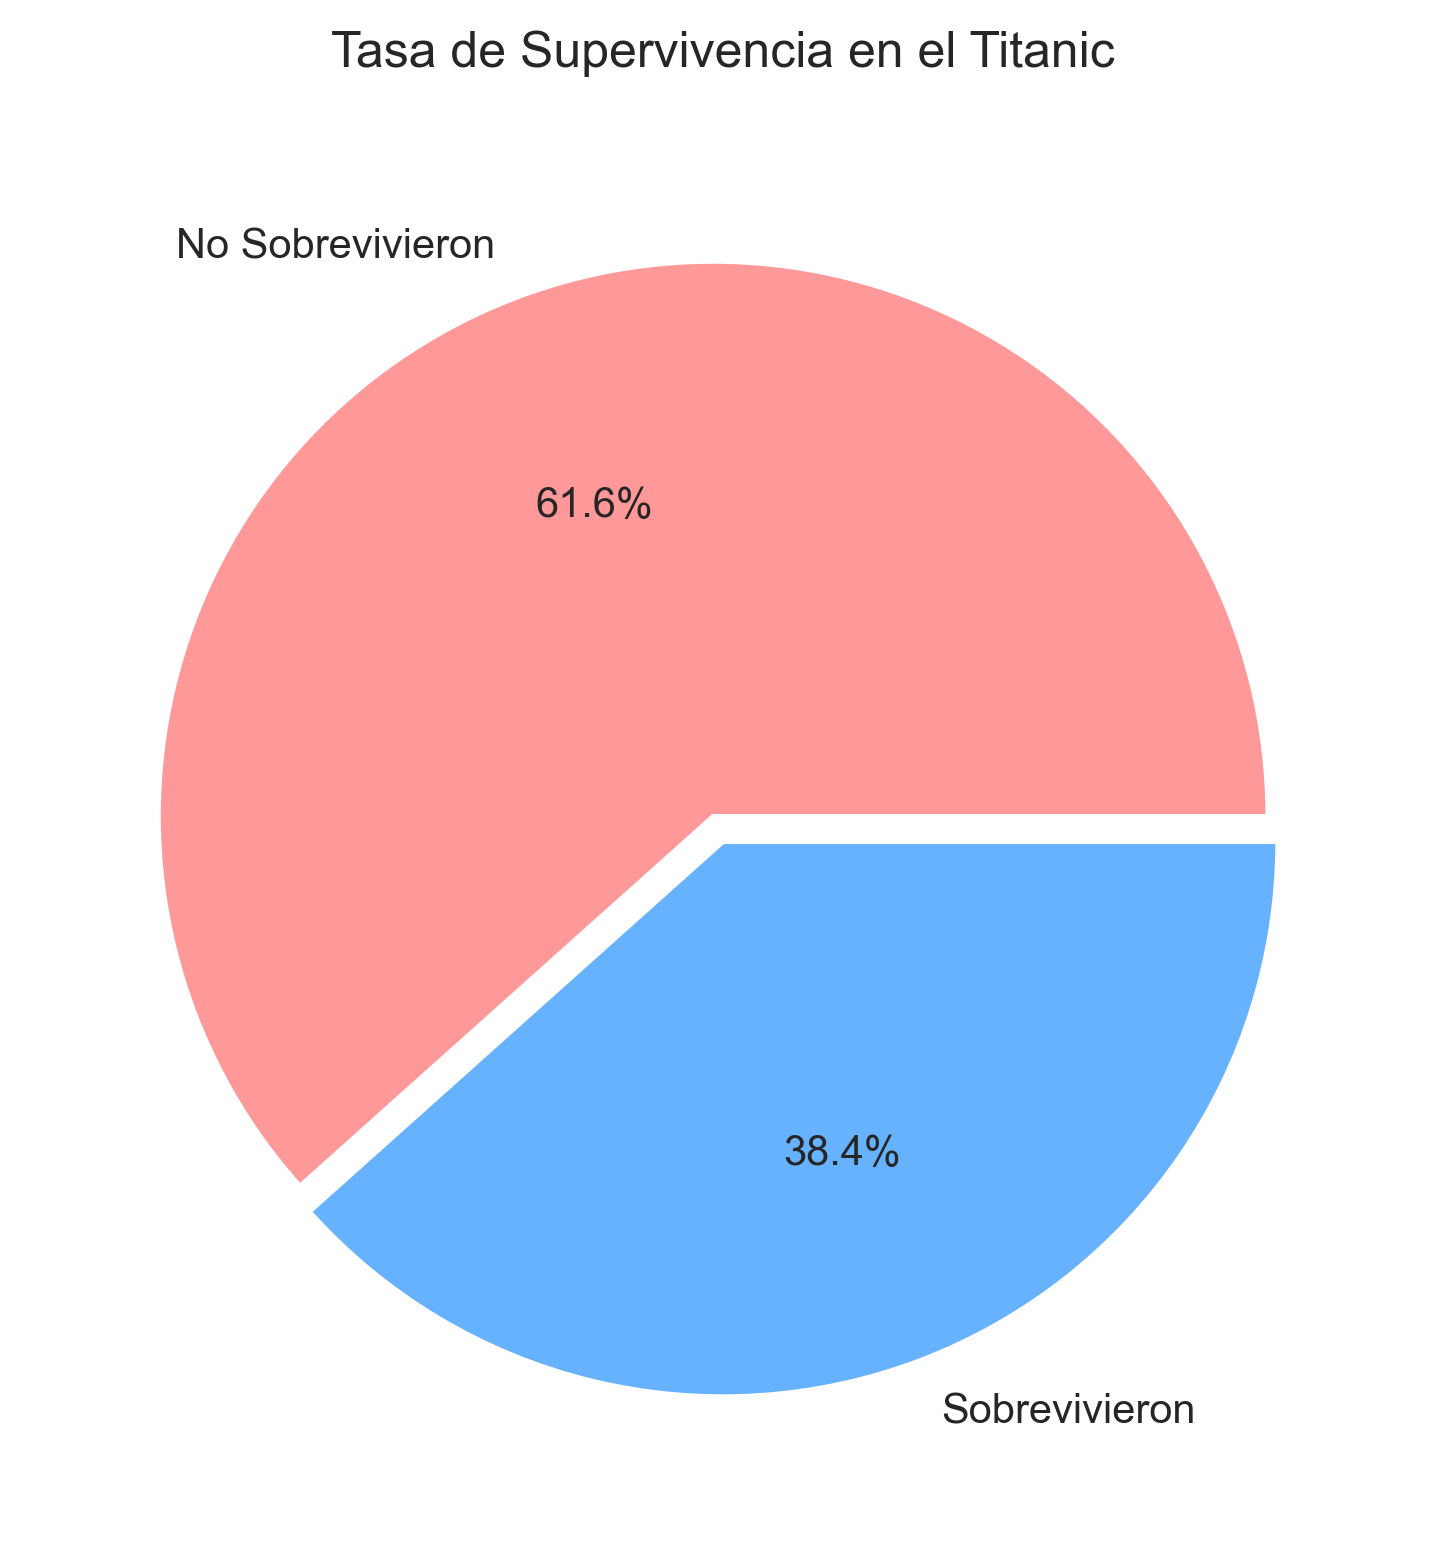 Tasa de Supervivencia en el Titanic
No Sobrevivieron
61.6%
38.4%
Sobrevivieron